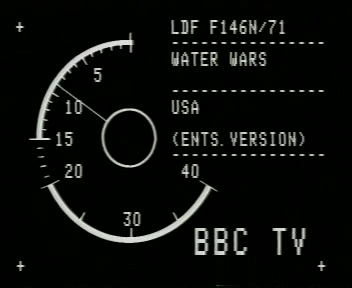 LDF F146N/71
WATER WARS
USA
(ENTS. VERSION)
5
10
15
20
30
40
BBC TV